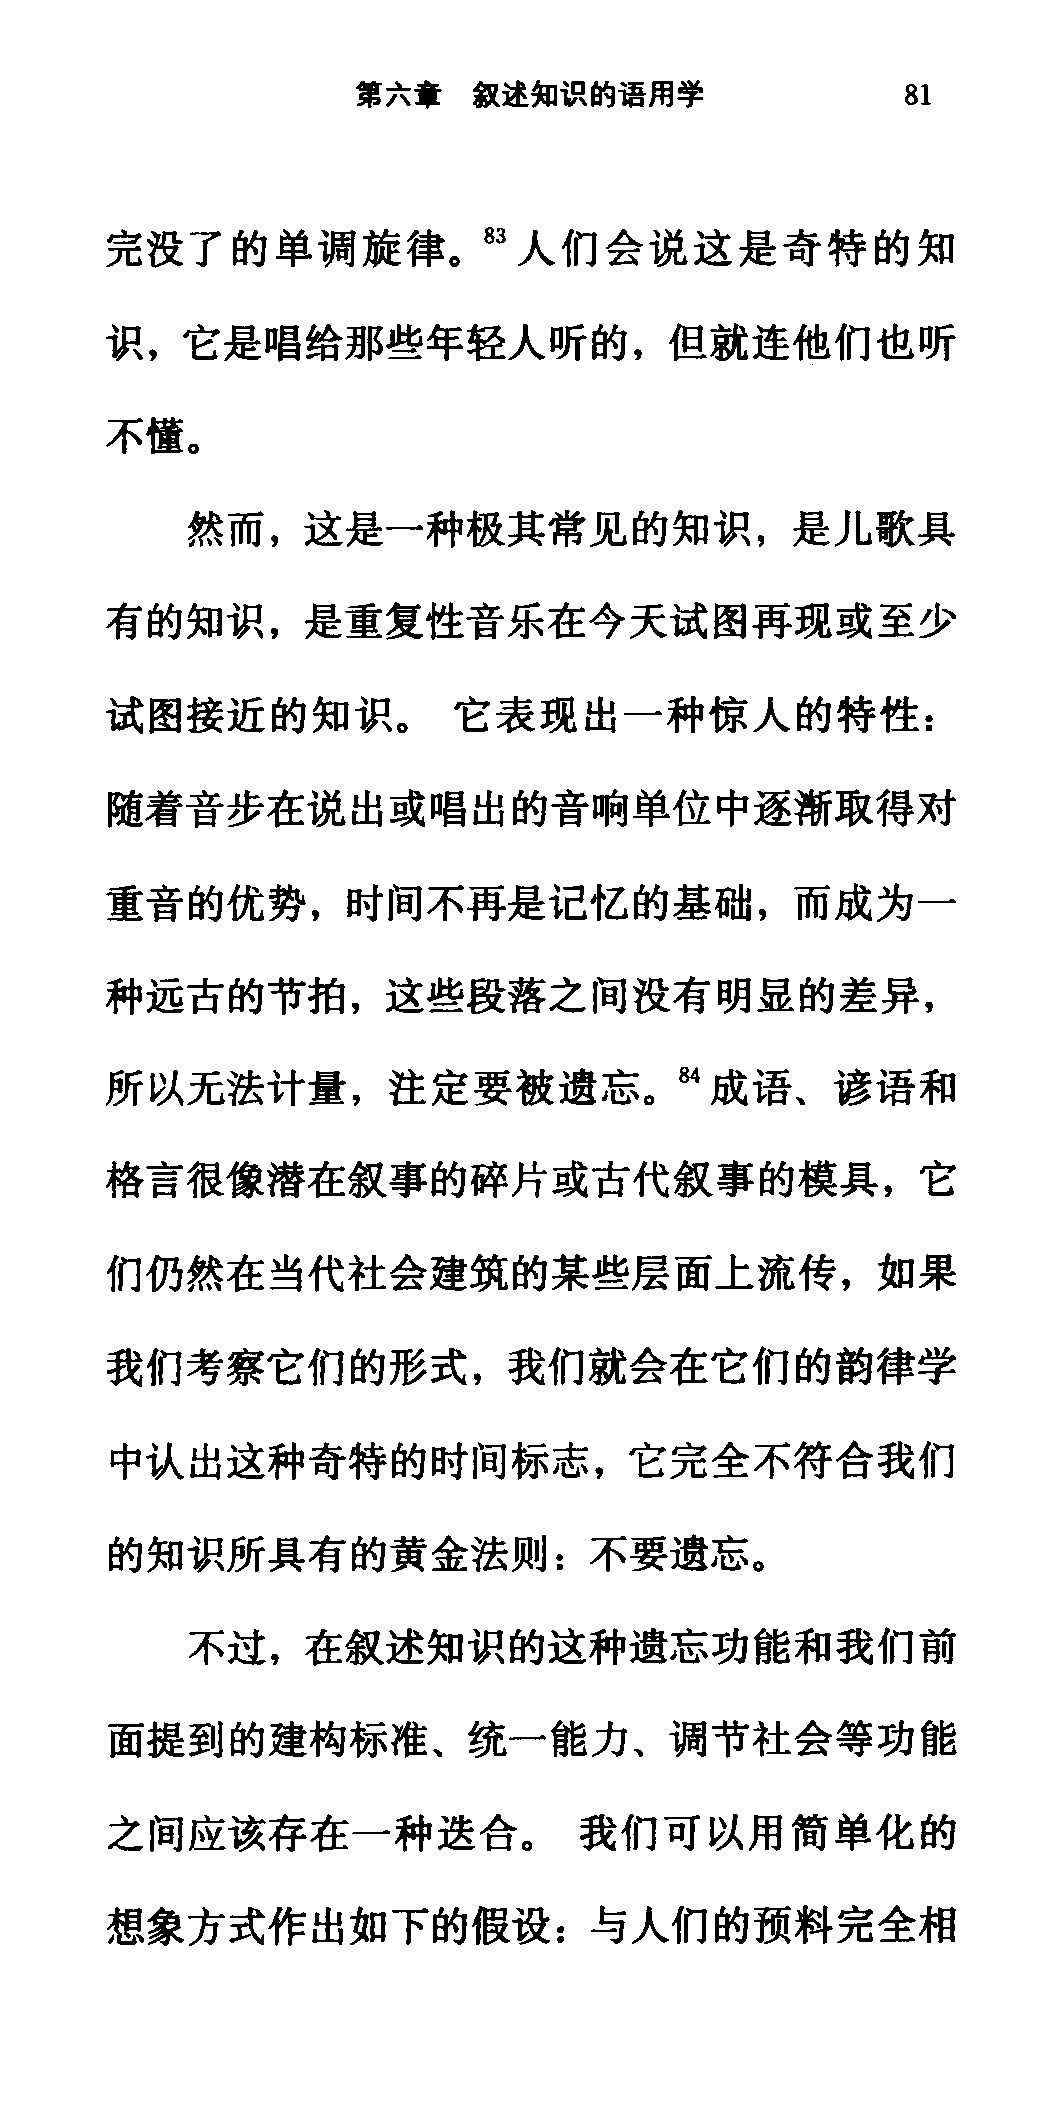 第六章 叙述知识的语用学 81
完没了的单调旋律。83 人们会说这是奇特的知
识，它是唱给那些年轻人听的，但就连他们也听
不懂。
然而，这是一种极其常见的知识，是儿歌具
有的知识，是重复性音乐在今天试图再现或至少
试图接近的知识。 它表现出一种惊人的特性：
随着音步在说出或唱出的音响单位中逐渐取得对
重音的优势，时间不再是记忆的基础，而成为一
种远古的节拍，这些段落之间没有明显的差异，
所以无法计量，注定要被遗忘。84 成语、谚语和
格言很像潜在叙事的碎片或古代叙事的模具，它
们仍然在当代社会建筑的某些层面上流传，如果
我们考察它们的形式，我们就会在它们的韵律学
中认出这种奇特的时间标志，它完全不符合我们
的知识所具有的黄金法则：不要遗忘。
不过，在叙述知识的这种遗忘功能和我们前
面提到的建构标准、统一能力、调节社会等功能
之间应该存在一种迭合。 我们可以用简单化的
想象方式作出如下的假设：与人们的预料完全相